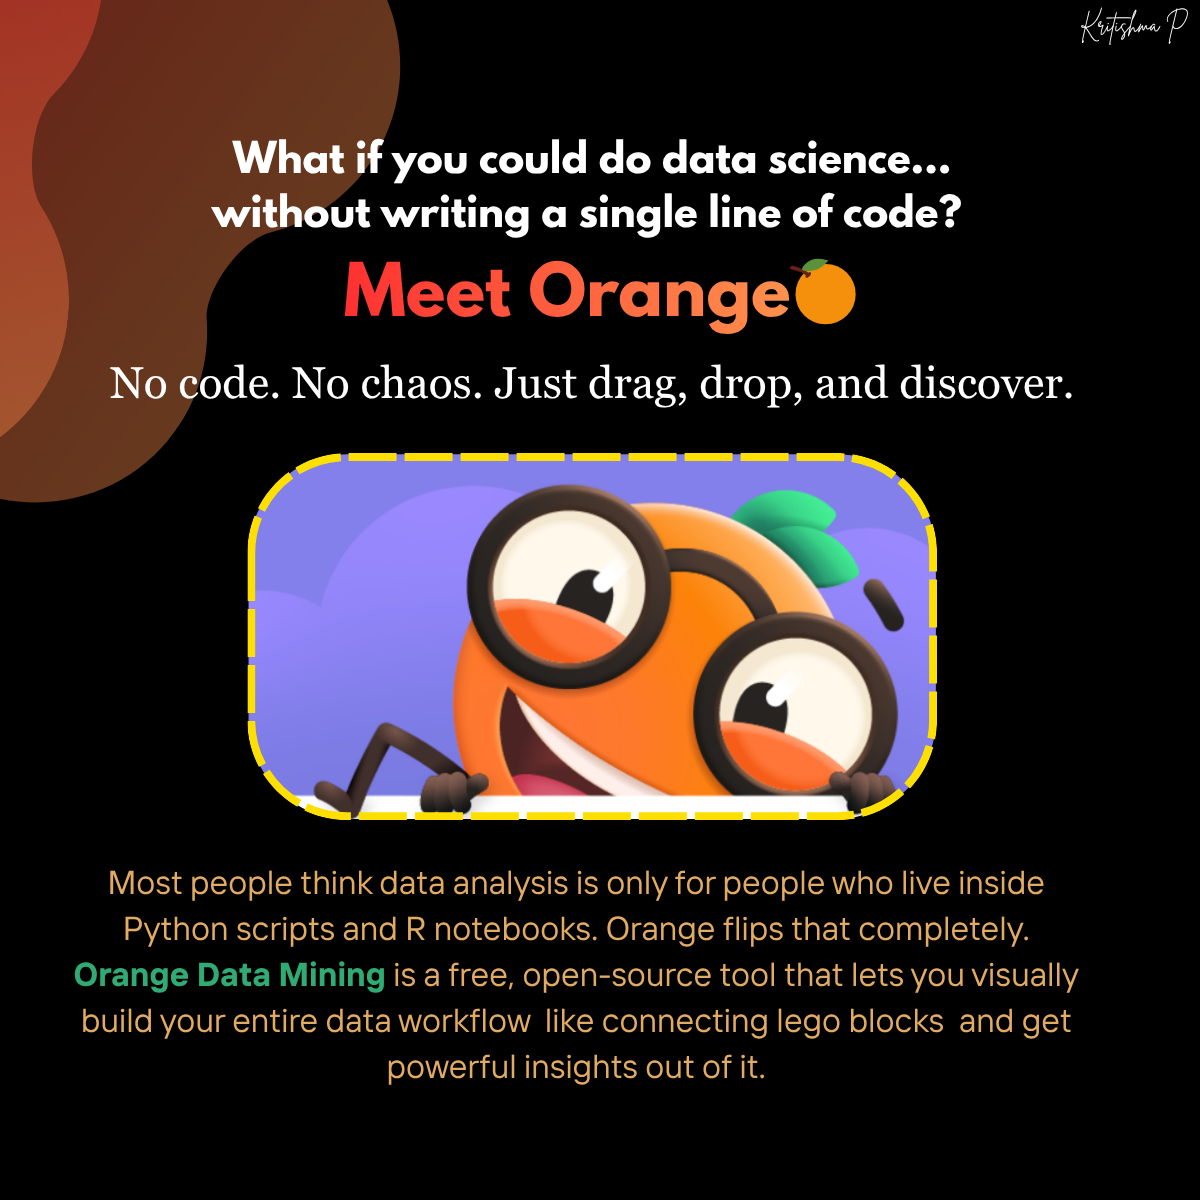 Kritishma P
What if you could do data science...
without writing a single line of code?
Meet Orange
No code. No chaos. Just drag, drop, and discover.
Most people think data analysis is only for people who live inside
Python scripts and R notebooks. Orange flips that completely.
Orange Data Mining is a free, open-source tool that lets you visually
build your entire data workflow  like connecting lego blocks  and get
powerful insights out of it.